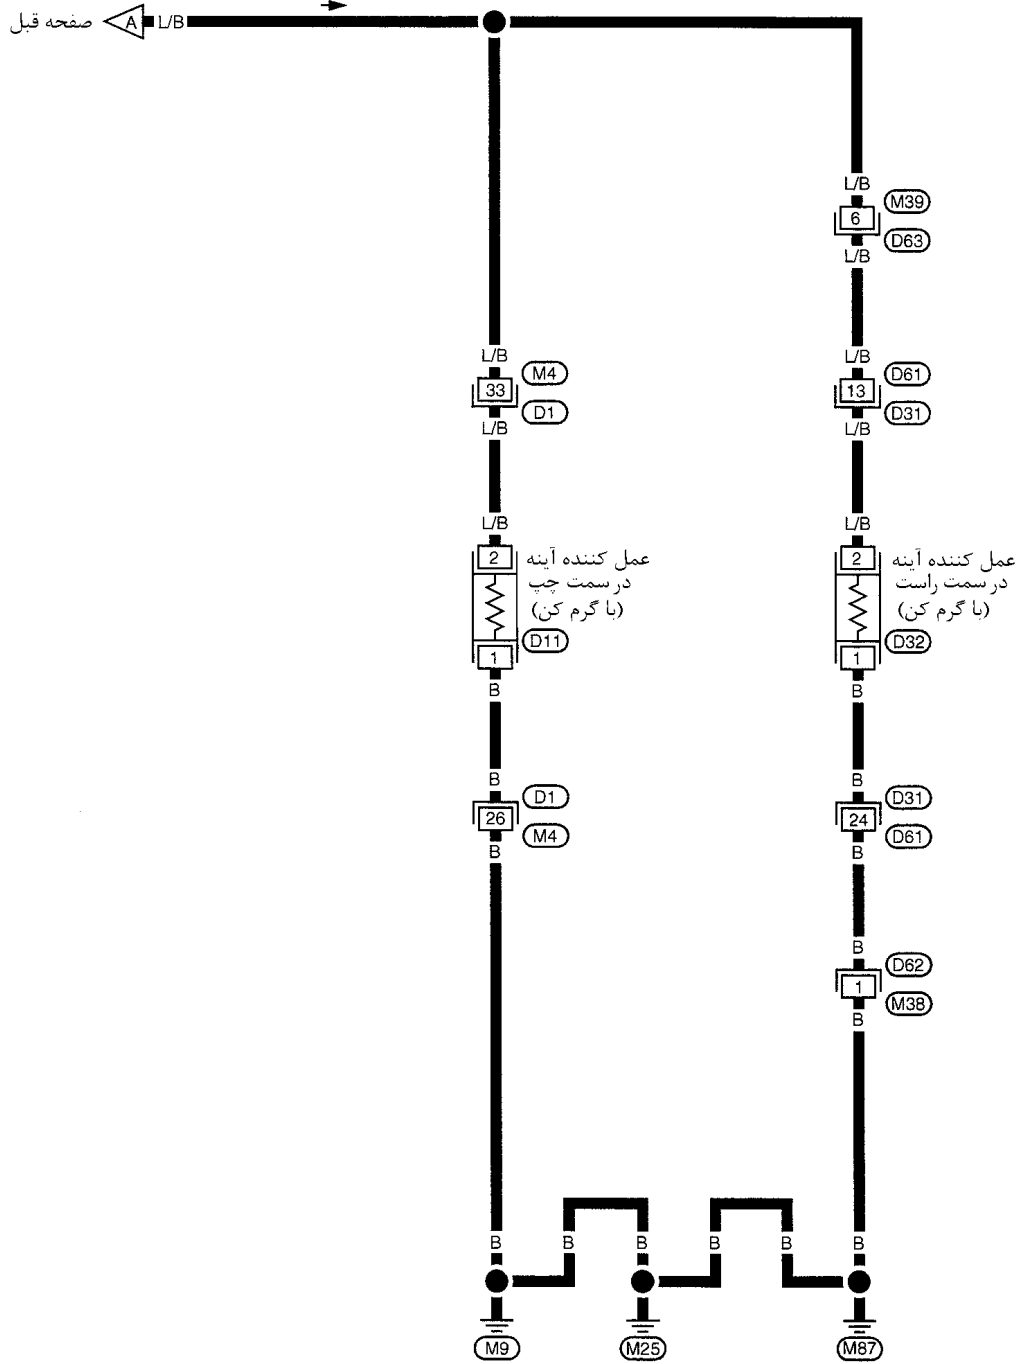 صفحه قبل
A
L/B
L/B
M39
6
D63
L/B
L/B
M4
33
D1
L/B
L/B
D61
13
D31
L/B
L/B
2
عمل کننده آینه
در سمت چپ
(با گرم کن)
D11
1
B
L/B
2
عمل کننده آینه
در سمت راست
(با گرم کن)
D32
1
B
B
D1
26
M4
B
B
D31
24
D61
B
B
D62
1
M38
B
B
B
B
B
B
B
M9
M25
M87